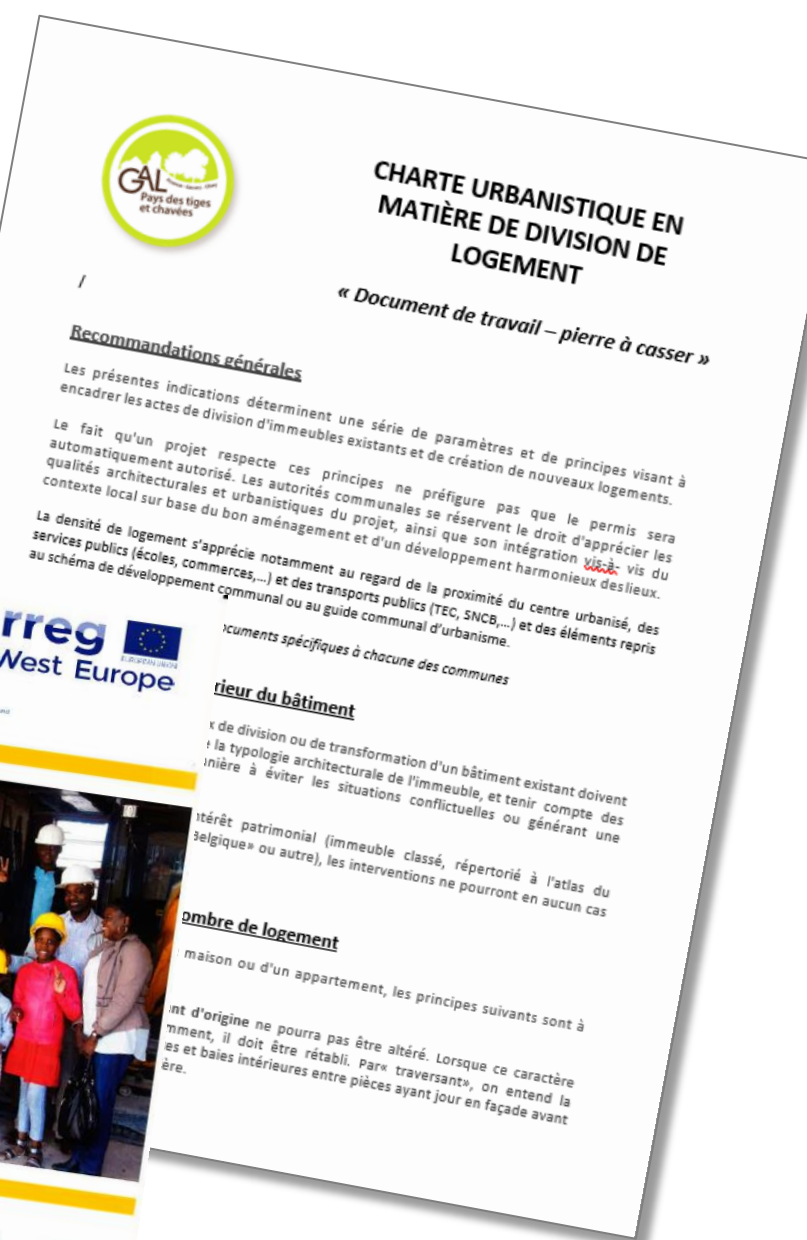 GAL
Pays des tiges
et chavées
CHARTE URBANISTIQUE EN
MATIÈRE DE DIVISION DE
LOGEMENT
/
« Document de travail – pierre à casser »
Recommandations générales
Les présentes indications déterminent une série de paramètres et de principes visant à
encadrer les actes de division d'immeubles existants et de création de nouveaux logements.
Le fait qu'un projet respecte ces principes ne préfigure pas que le permis sera
automatiquement autorisé. Les autorités communales se réservent le droit d'apprécier les
qualités architecturales et urbanistiques du projet, ainsi que son intégration vis-à- vis du
contexte local sur base du bon aménagement et d'un développement harmonieux des lieux.
La densité de logement s'apprécie notamment au regard de la proximité du centre urbanisé, des
services publics (écoles, commerces,...) et des transports publics (TEC, SNCB,...) et des éléments repris
au schéma de développement communal ou au guide communal d'urbanisme.
ocuments spécifiques à chacune des communes
rreg
EUROPEAN UNION
West Europe
rieur du bâtiment
x de division ou de transformation d'un bâtiment existant doivent
la typologie architecturale de l'immeuble, et tenir compte des
anière à éviter les situations conflictuelles ou générant une
ntérêt patrimonial (immeuble classé, répertorié à l'atlas du
Belgique» ou autre), les interventions ne pourront en aucun cas
ombre de logement
maison ou d'un appartement, les principes suivants sont à
nt d'origine ne pourra pas être altéré. Lorsque ce caractère
mment, il doit être rétabli. Par« traversant», on entend la
es et baies intérieures entre pièces ayant jour en façade avant
ère.